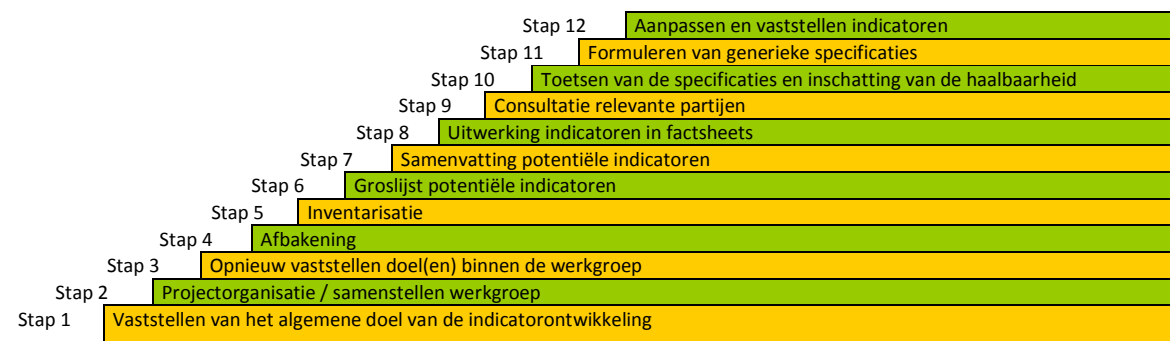 Stap 12 Aanpassen en vaststellen indicatoren
Stap 11 Formuleren van generieke specificaties
Stap 10 Toetsen van de specificaties en inschatting van de haalbaarheid
Stap 9 Consultatie relevante partijen
Stap 8 Uitwerking indicatoren in factsheets
Stap 7 Samenvatting potentiële indicatoren
Stap 6 Groslijst potentiële indicatoren
Stap 5 Inventarisatie
Stap 4 Afbakening
Stap 3 Opnieuw vaststellen doel(en) binnen de werkgroep
Stap 2 Projectorganisatie / samenstellen werkgroep
Stap 1 Vaststellen van het algemene doel van de indicatorontwikkeling